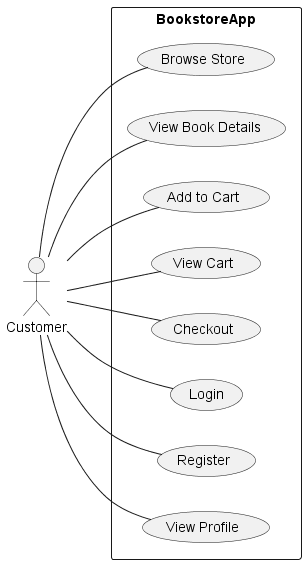 BookstoreApp
Browse Store
View Book Details
Add to Cart
View Cart
Customer
Checkout
Login
Register
View Profile